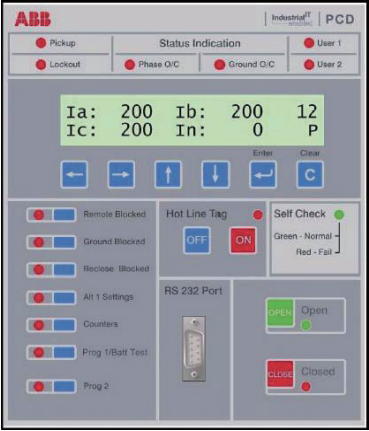 ABB
Industrial IT enabled
PCD
Pickup
Status Indication
User 1
Lockout
Phase O/C
Ground O/C
User 2
Ia: 200 Ib: 200 12
Ic: 200 In: 0 P
Enter
Clear
C
Remote Blocked
Hot Line Tag
Self Check
Ground Blocked
OFF
ON
Green - Normal
Red - Fail
Reclose Blocked
Alt 1 Settings
RS 232 Port
Counters
OPEN
Open
Prog 1/Batt Test
Prog 2
CLOSE
Closed